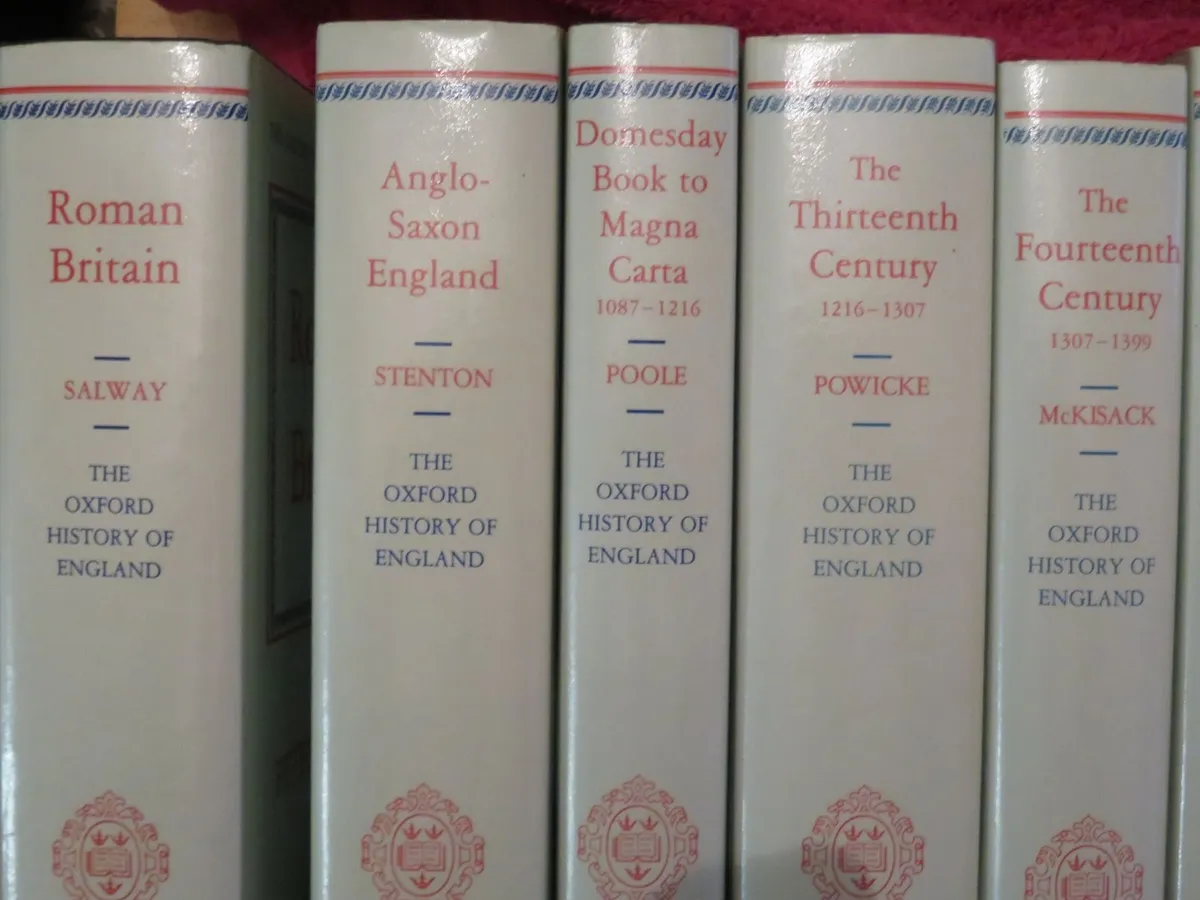 Roman
Britain
SALWAY
THE
OXFORD
HISTORY OF
ENGLAND
Anglo-
Saxon
England
STENTON
THE
OXFORD
HISTORY OF
ENGLAND
Domesday
Book to
Magna
Carta
1087–1216
POOLE
THE
OXFORD
HISTORY OF
ENGLAND
The
Thirteenth
Century
1216–1307
POWICKE
THE
OXFORD
HISTORY OF
ENGLAND
The
Fourteenth
Century
1307–1399
McKISACK
THE
OXFORD
HISTORY OF
ENGLAND